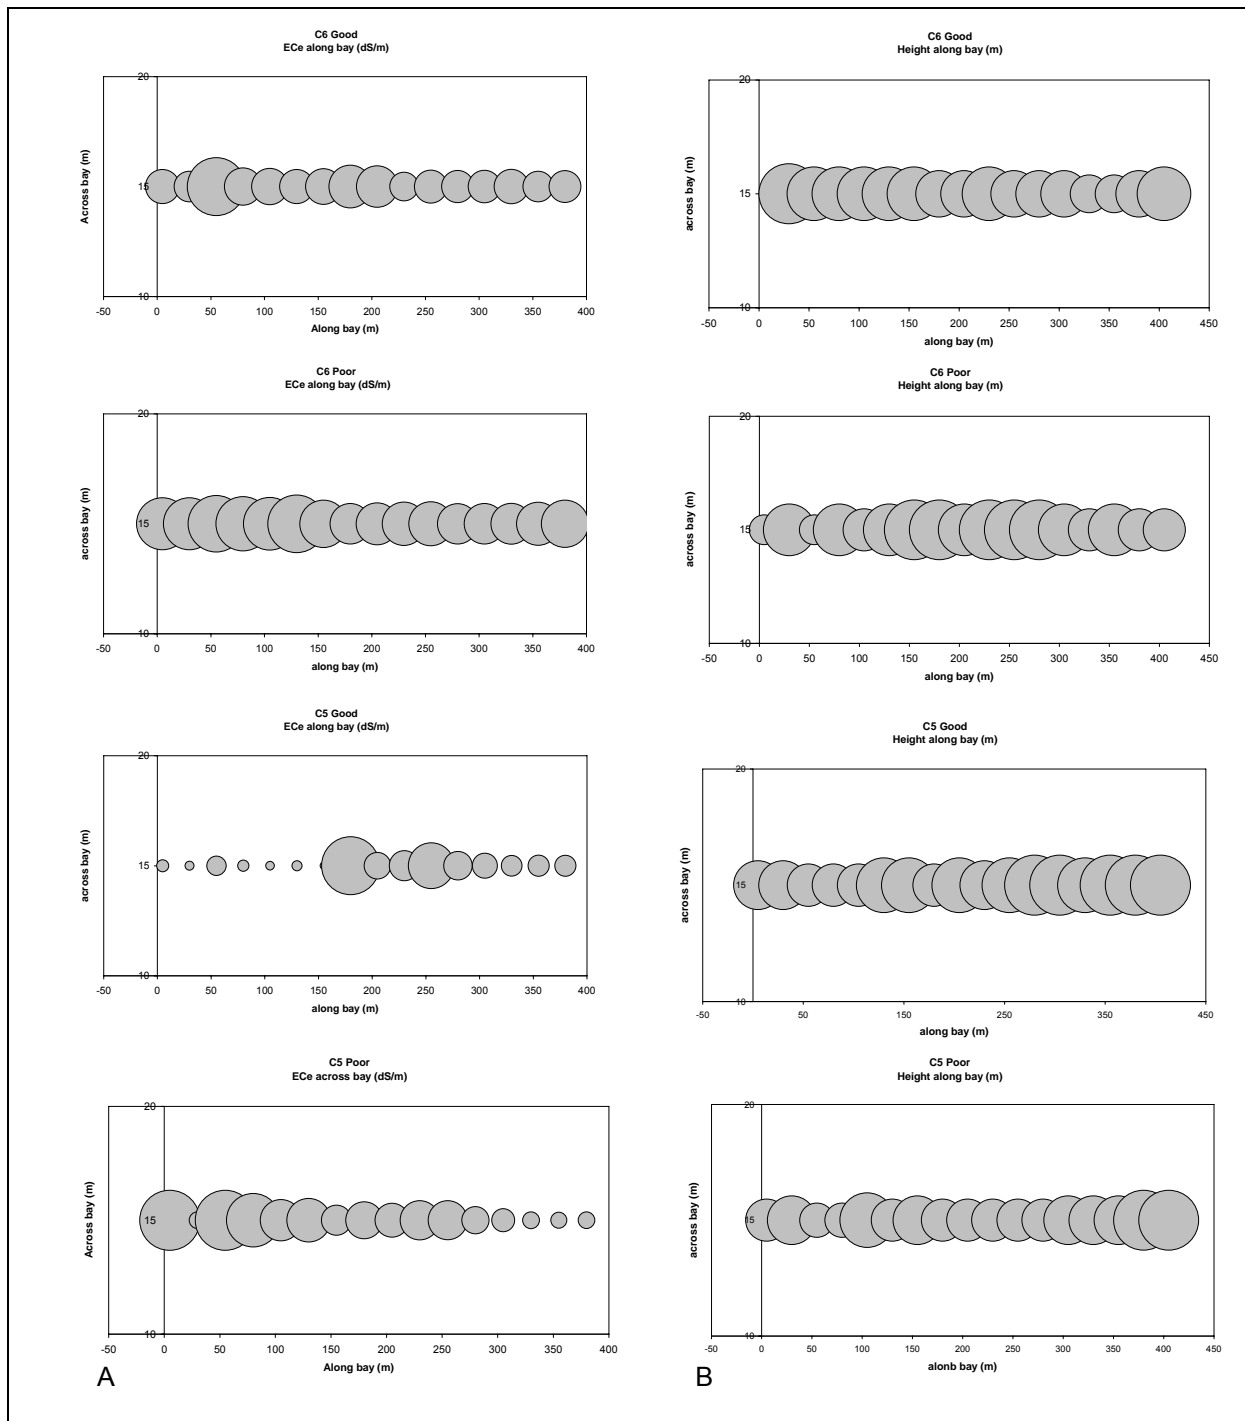 C6 Good
ECe along bay (dS/m)
20
15
10
Across bay (m)
-50 0 50 100 150 200 250 300 350 400
Along bay (m)
C6 Good
Height along bay (m)
20
15
10
across bay (m)
-50 0 50 100 150 200 250 300 350 400 450
along bay (m)
C6 Poor
ECe along bay (dS/m)
20
15
10
across bay (m)
-50 0 50 100 150 200 250 300 350 400
along bay (m)
C6 Poor
Height along bay (m)
20
15
10
across bay (m)
-50 0 50 100 150 200 250 300 350 400 450
along bay (m)
C5 Good
ECe along bay (dS/m)
20
15
10
across bay (m)
-50 0 50 100 150 200 250 300 350 400
along bay (m)
C5 Good
Height along bay (m)
20
15
10
across bay (m)
-50 50 150 250 350 450
along bay (m)
C5 Poor
ECe across bay (dS/m)
20
15
10
Across bay (m)
-50 0 50 100 150 200 250 300 350 400
Along bay (m)
C5 Poor
Height along bay (m)
20
15
10
across bay (m)
-50 0 50 100 150 200 250 300 350 400 450
alonb bay (m)
A
B